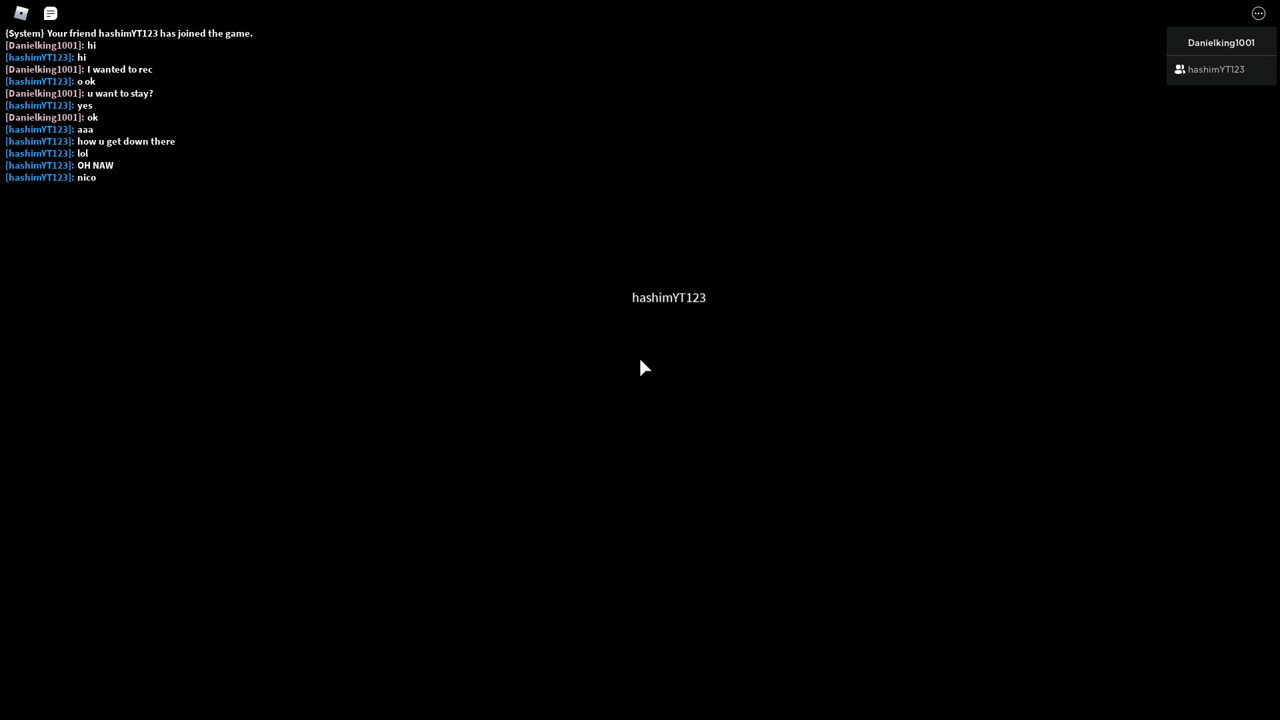 {System} Your friend hashimYT123 has joined the game.
[Danielking1001]: hi
[hashimYT123]: hi
[Danielking1001]: I wanted to rec
[hashimYT123]: o ok
[Danielking1001]: u want to stay?
[hashimYT123]: yes
[Danielking1001]: ok
[hashimYT123]: aaa
[hashimYT123]: how u get down there
[hashimYT123]: lol
[hashimYT123]: OH NAW
[hashimYT123]: nico
Danielking1001
hashimYT123
hashimYT123